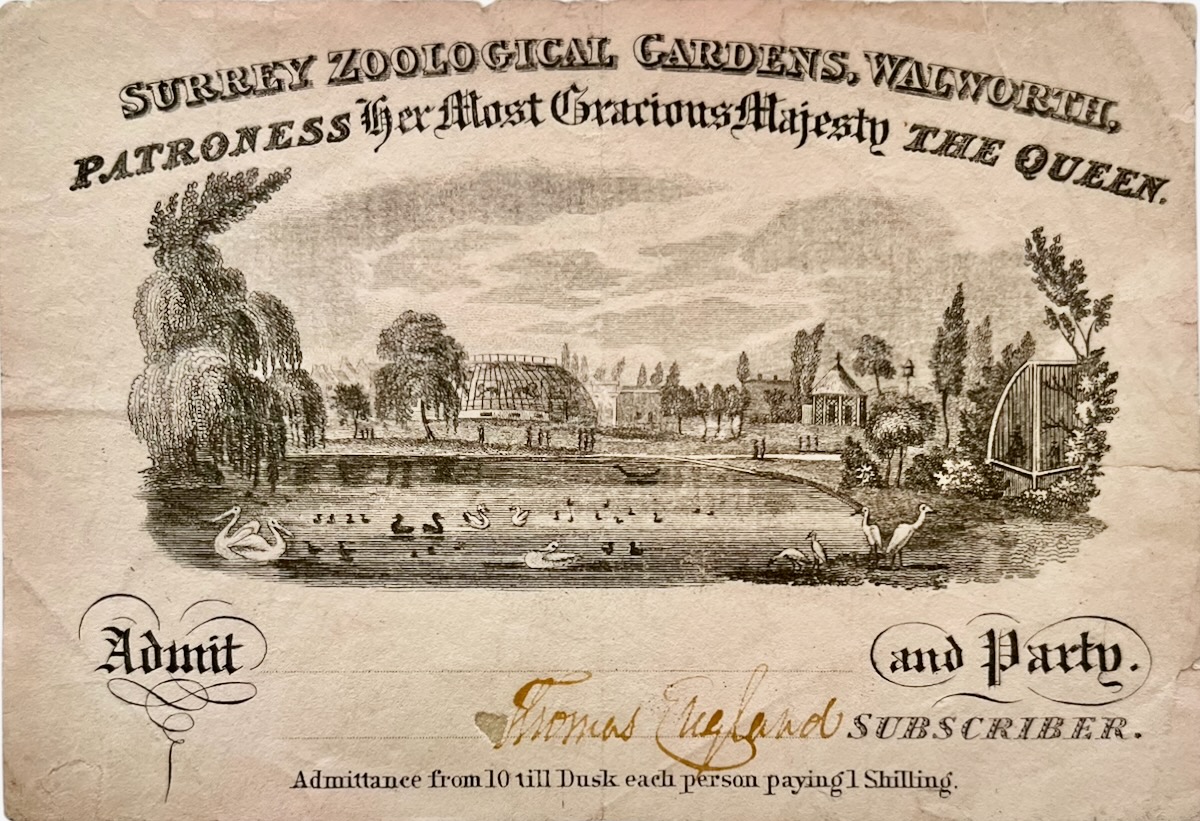 SURREY ZOOLOGICAL GARDENS, WALWORTH,
PATRONESS Her Most Gracious Majesty THE QUEEN.
Admit and Party.
Thomas England SUBSCRIBER.
Admittance from 10 till Dusk each person paying 1 Shilling.